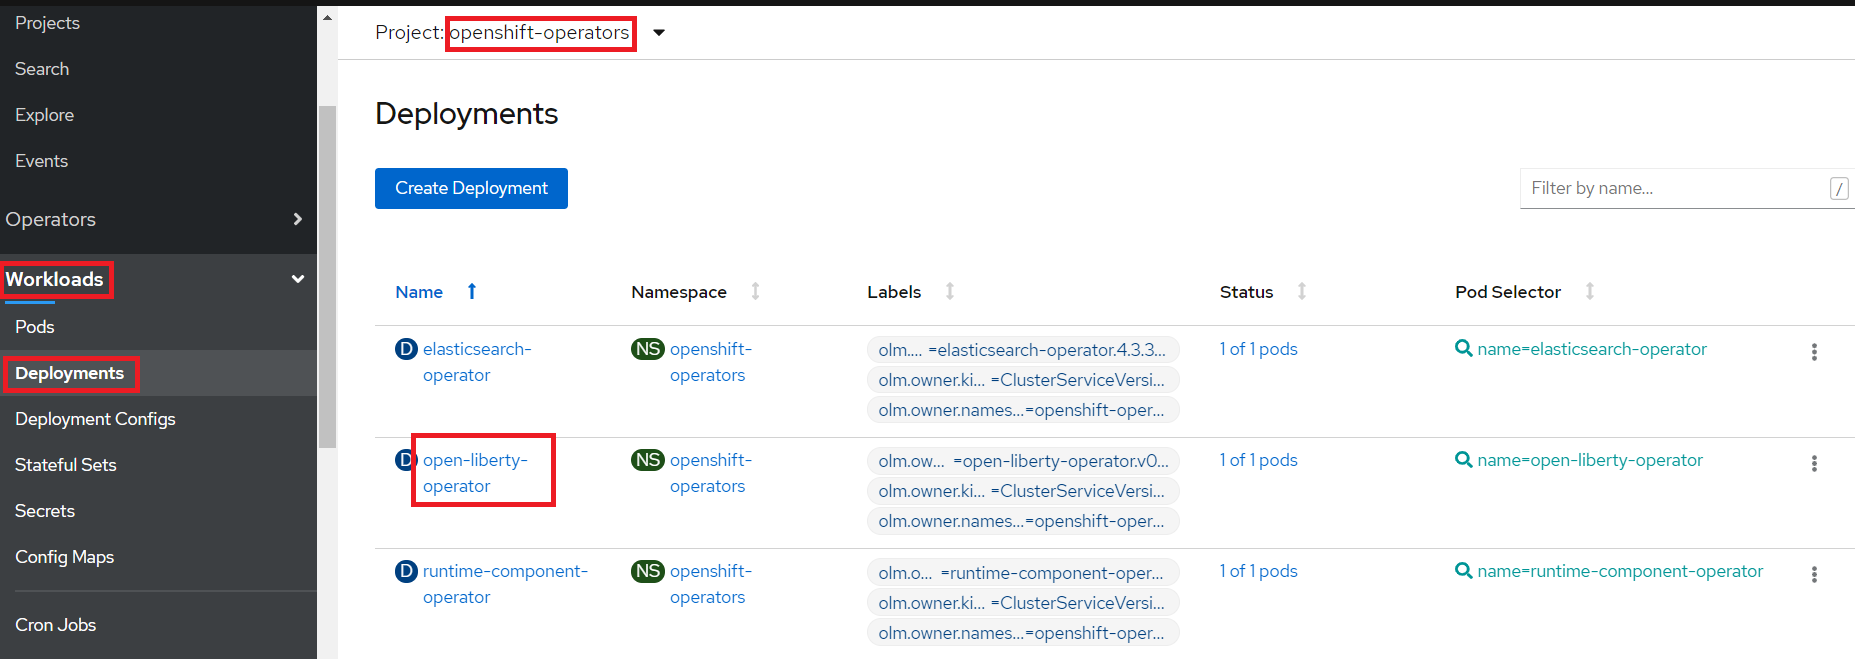 Projects
Search
Explore
Events
Operators
Workloads
Pods
Deployments
Deployment Configs
Stateful Sets
Secrets
Config Maps
Cron Jobs
Project: openshift-operators
Deployments
Create Deployment
Filter by name... /
Name Namespace Labels Status Pod Selector
D elasticsearch- NS openshift- olm.... =elasticsearch-operator.4.3.3... 1 of 1 pods name=elasticsearch-operator
operator operators olm.owner.ki... =ClusterServiceVersi...
olm.owner.names...=openshift-oper...
D open-liberty- NS openshift- olm.ow... =open-liberty-operator.v0... 1 of 1 pods name=open-liberty-operator
operator operators olm.owner.ki... =ClusterServiceVersi...
olm.owner.names...=openshift-oper...
D runtime-component- NS openshift- olm.o... =runtime-component-oper... 1 of 1 pods name=runtime-component-operator
operator operators olm.owner.ki... =ClusterServiceVersi...
olm.owner.names...=openshift-oper...